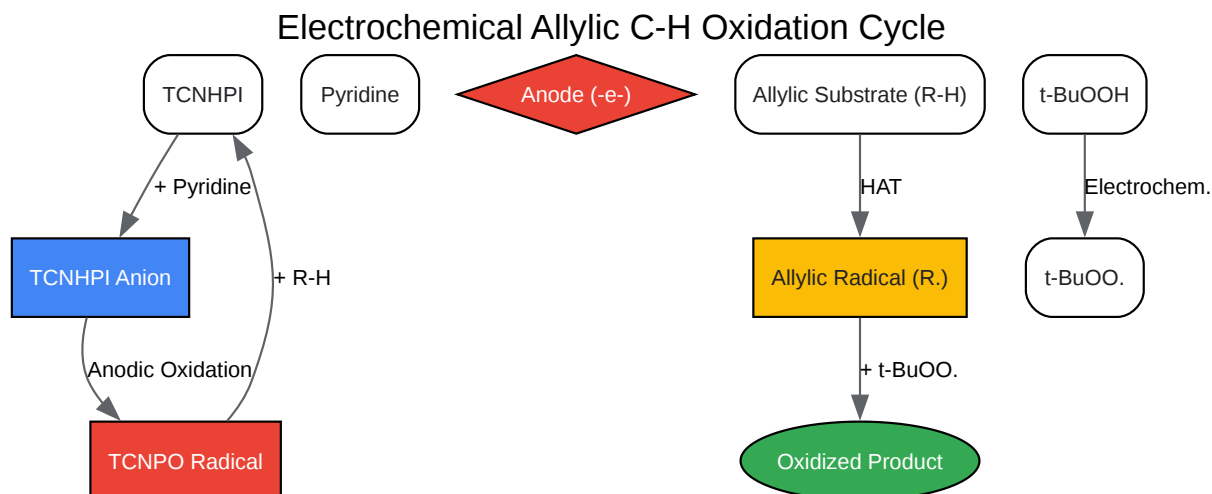 Electrochemical Allylic C-H Oxidation Cycle
TCNHPI
Pyridine
Anode (-e-)
Allylic Substrate (R-H)
t-BuOOH
+ Pyridine
HAT
Electrochem.
TCNHPI Anion
+ R-H
Allylic Radical (R.)
t-BuOO.
Anodic Oxidation
+ t-BuOO.
TCNPO Radical
Oxidized Product